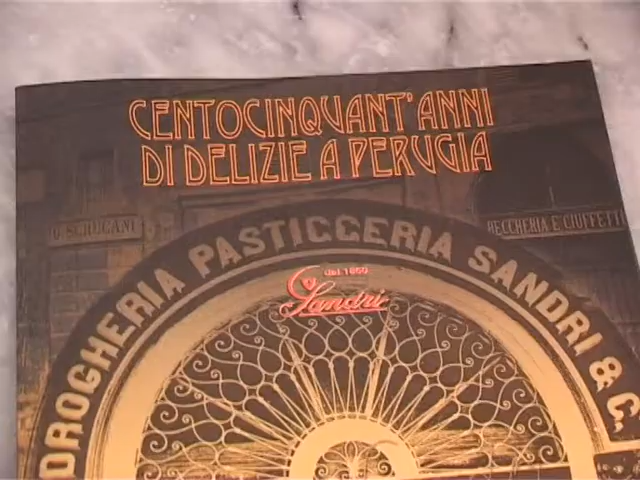 CENTOCINQUANT'ANNI
DI DELIZIE A PERUGIA
DROGHERIA PASTICCERIA SANDRI & C.
dal 1860
Sandri